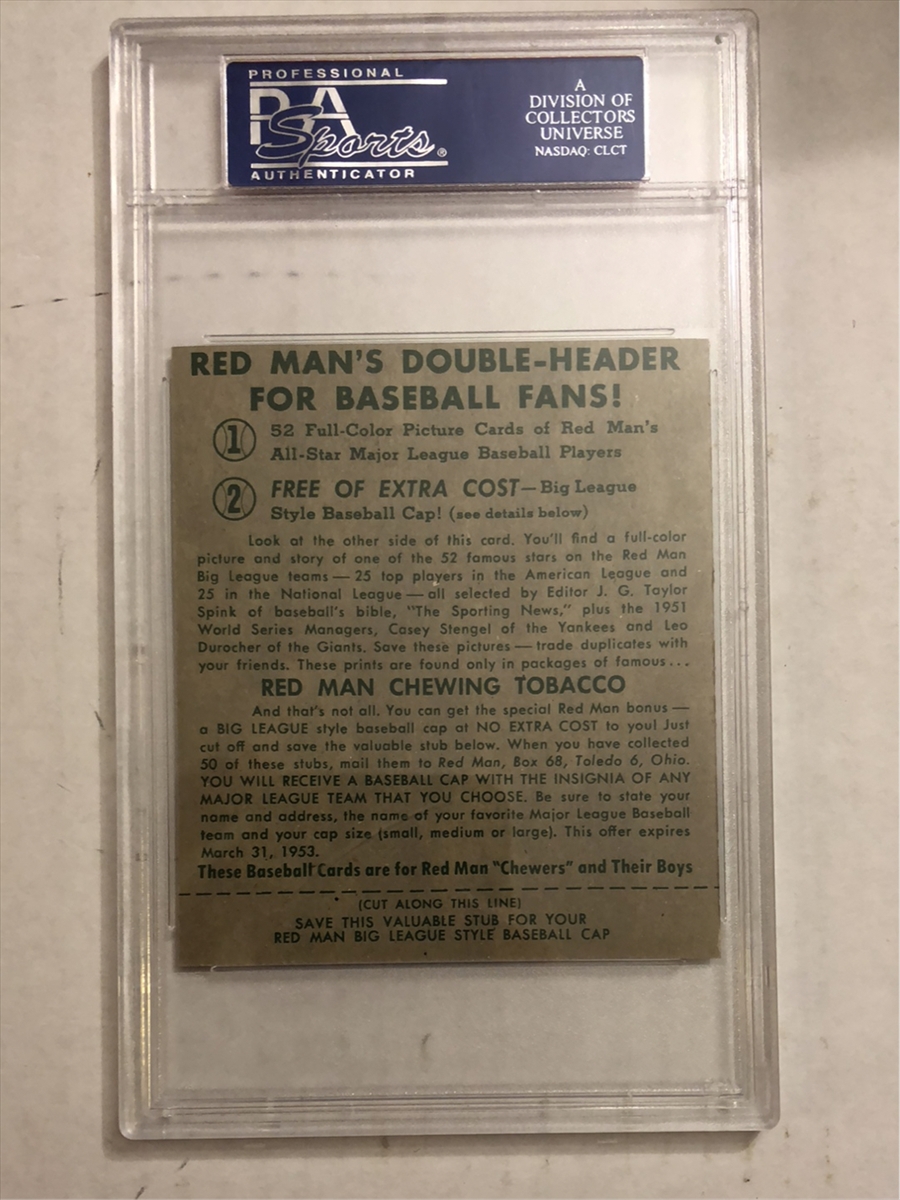 PROFESSIONAL
PSA
Sports®
AUTHENTICATOR
A
DIVISION OF
COLLECTORS
UNIVERSE
NASDAQ: CLCT
RED MAN'S DOUBLE-HEADER
FOR BASEBALL FANS!
1 52 Full-Color Picture Cards of Red Man's
All-Star Major League Baseball Players
2 FREE OF EXTRA COST—Big League
Style Baseball Cap! (see details below)
Look at the other side of this card. You'll find a full-color
picture and story of one of the 52 famous stars on the Red Man
Big League teams — 25 top players in the American League and
25 in the National League — all selected by Editor J. G. Taylor
Spink of baseball's bible, "The Sporting News," plus the 1951
World Series Managers, Casey Stengel of the Yankees and Leo
Durocher of the Giants. Save these pictures — trade duplicates with
your friends. These prints are found only in packages of famous...
RED MAN CHEWING TOBACCO
And that's not all. You can get the special Red Man bonus —
a BIG LEAGUE style baseball cap at NO EXTRA COST to you! Just
cut off and save the valuable stub below. When you have collected
50 of these stubs, mail them to Red Man, Box 68, Toledo 6, Ohio.
YOU WILL RECEIVE A BASEBALL CAP WITH THE INSIGNIA OF ANY
MAJOR LEAGUE TEAM THAT YOU CHOOSE. Be sure to state your
name and address, the name of your favorite Major League Baseball
team and your cap size (small, medium or large). This offer expires
March 31, 1953.
These Baseball Cards are for Red Man "Chewers" and Their Boys
(CUT ALONG THIS LINE)
SAVE THIS VALUABLE STUB FOR YOUR
RED MAN BIG LEAGUE STYLE BASEBALL CAP